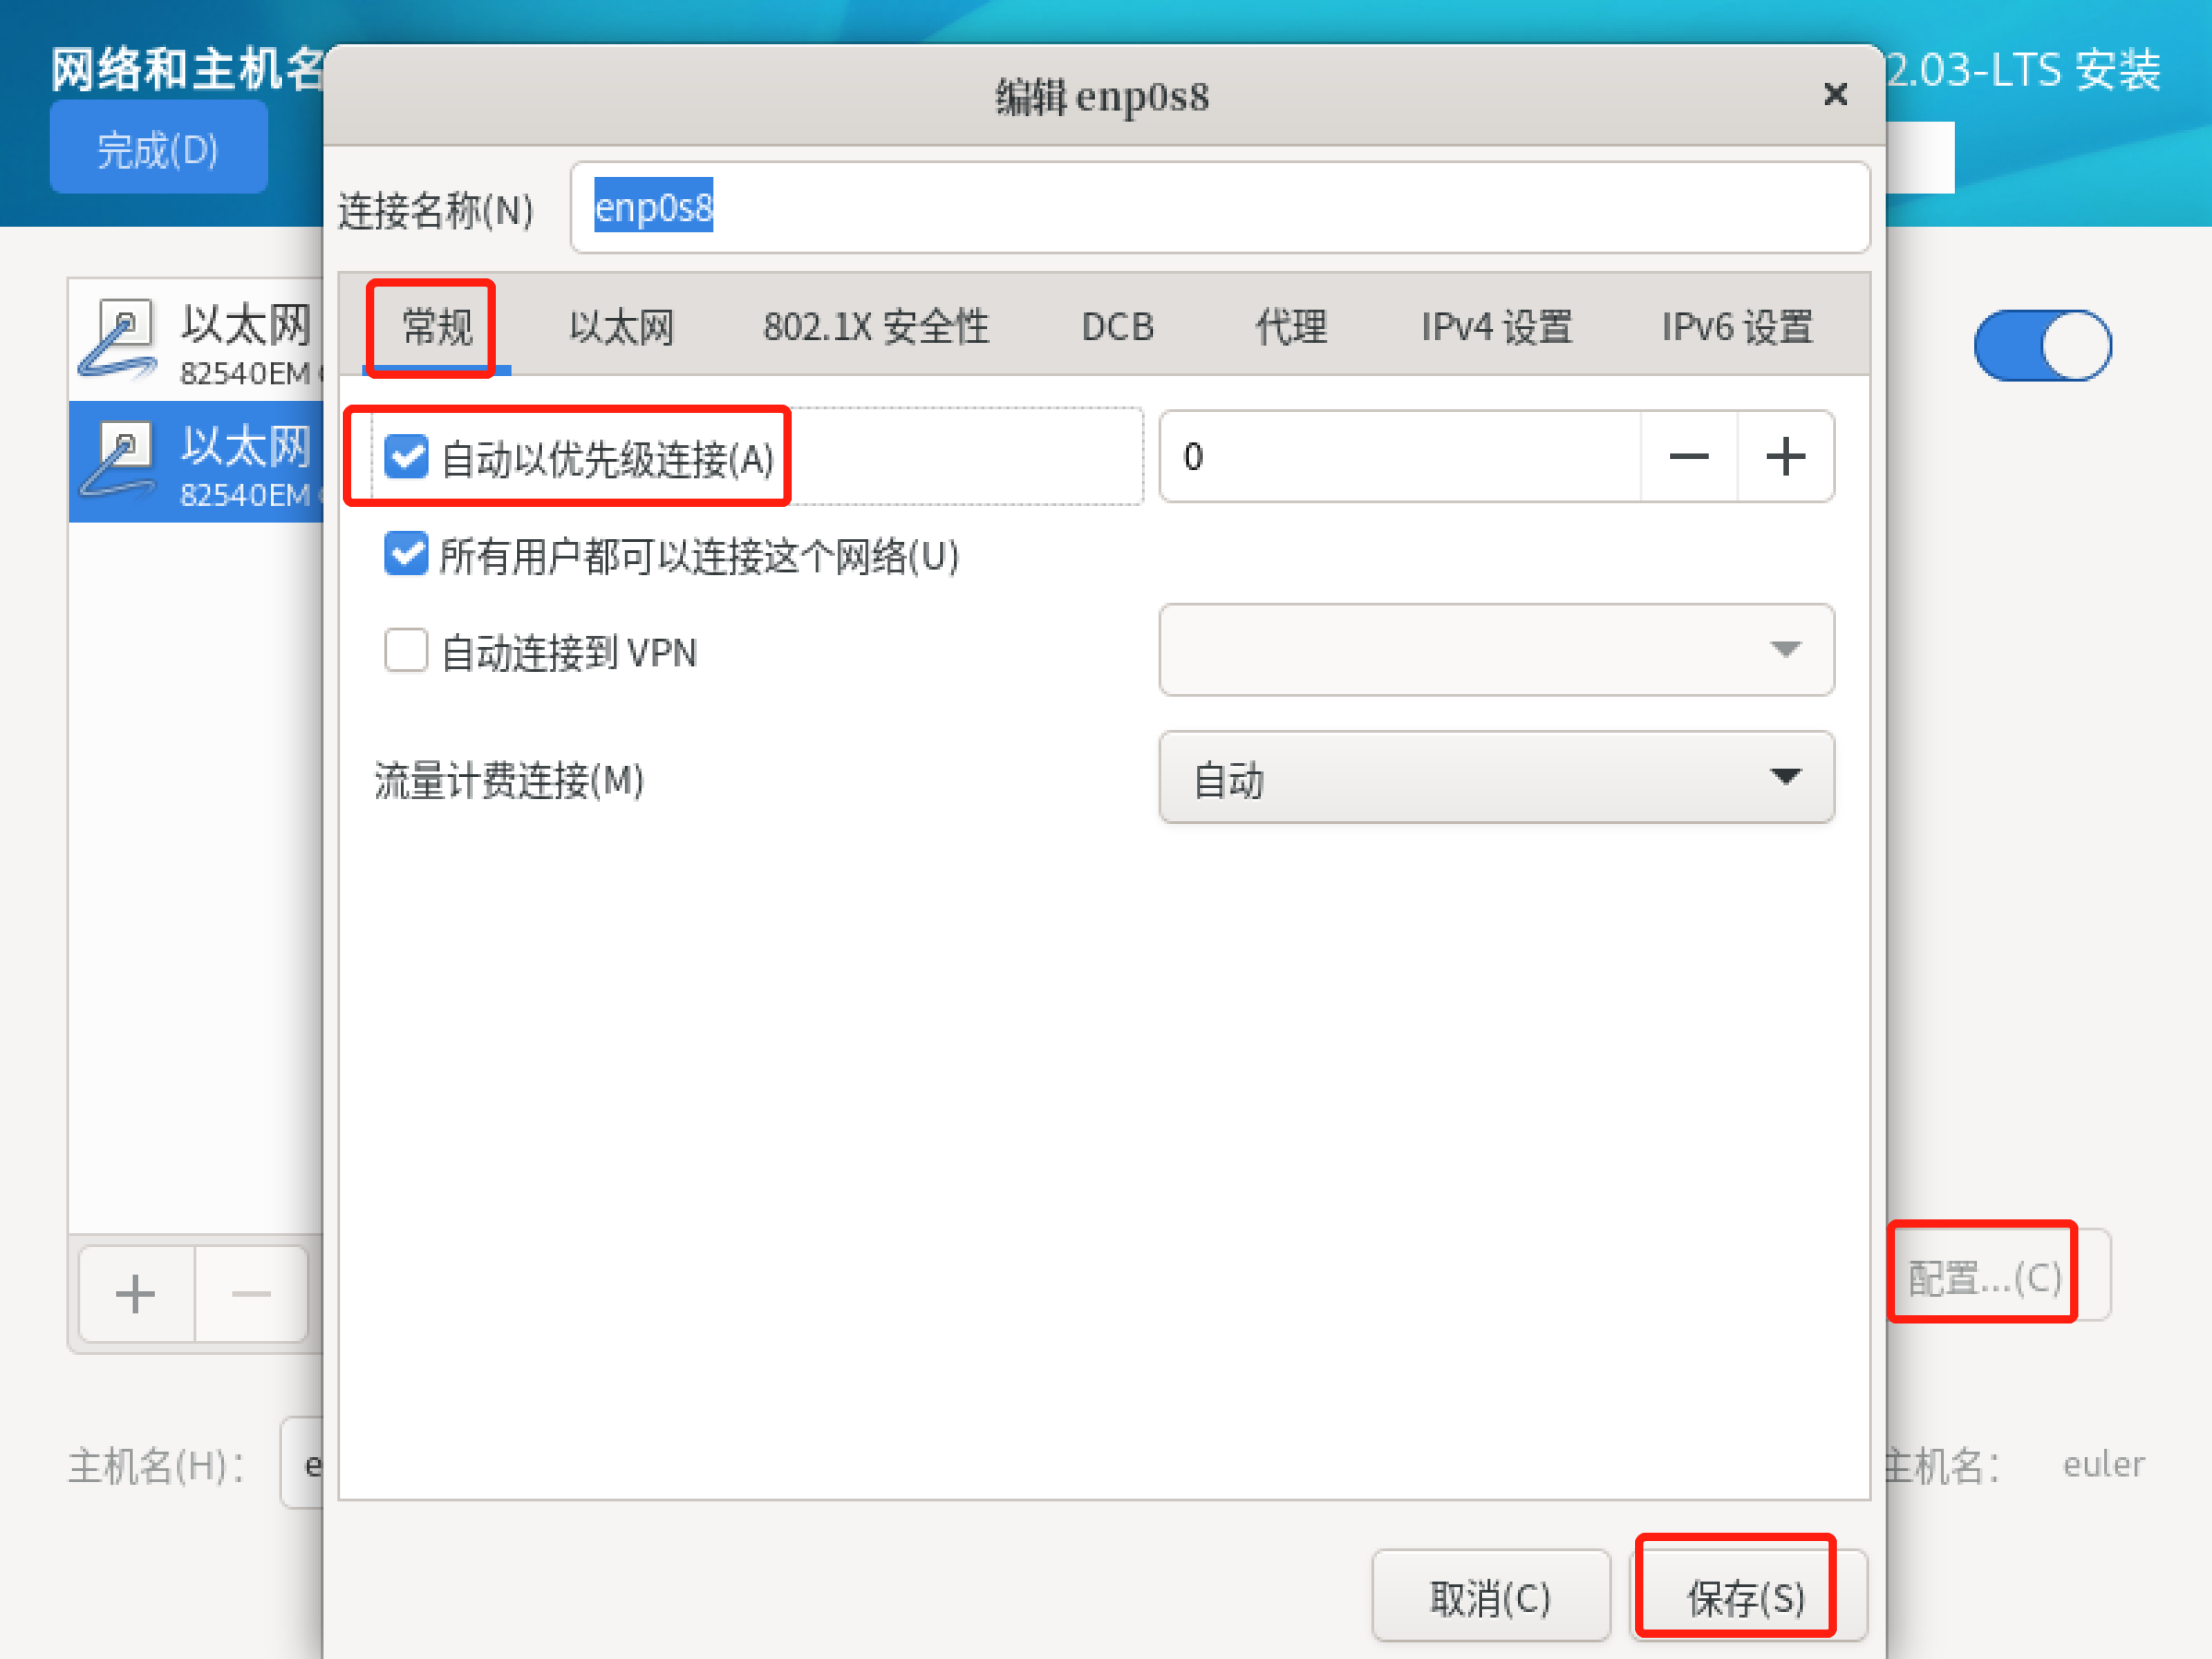 网络和主机名
2.03-LTS 安装
完成(D)
编辑 enp0s8
连接名称(N)
enp0s8
以太网
82540EM
以太网
82540EM
常规
以太网
802.1X 安全性
DCB
代理
IPv4 设置
IPv6 设置
自动以优先级连接(A)
0
所有用户都可以连接这个网络(U)
自动连接到 VPN
流量计费连接(M)
自动
配置...(C)
主机名(H)：
e
主机名：
euler
取消(C)
保存(S)